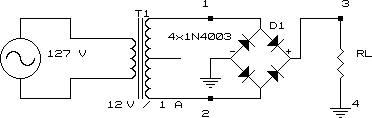 1
3
T1
D1
4x1N4003
127 V
- +
RL
12 V / 1 A
2
4